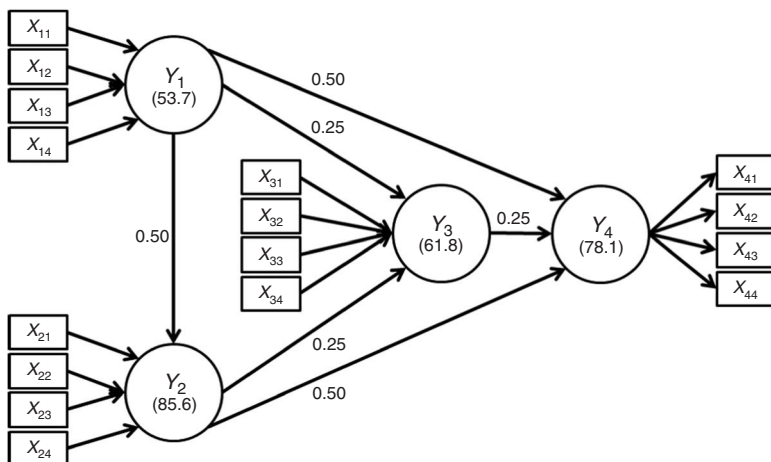 X11
X12
X13
X14
Y1
(53.7)
0.50
0.25
0.50
X31
X32
X33
X34
Y3
(61.8)
0.25
Y4
(78.1)
X41
X42
X43
X44
X21
X22
X23
X24
Y2
(85.6)
0.25
0.50